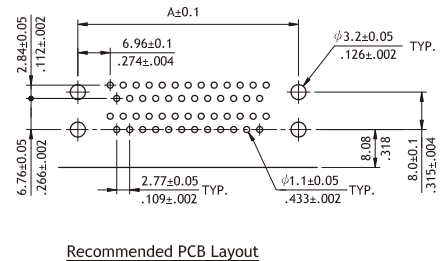 A±0.1
6.96±0.1
.274±.004
2.84±0.05
.112±.002
ϕ3.2±0.05 TYP.
.126±.002
6.76±0.05
.266±.002
2.77±0.05 TYP.
.109±.002
ϕ1.1±0.05 TYP.
.433±.002
8.08
.318
8.0±0.1
.315±.004
Recommended PCB Layout